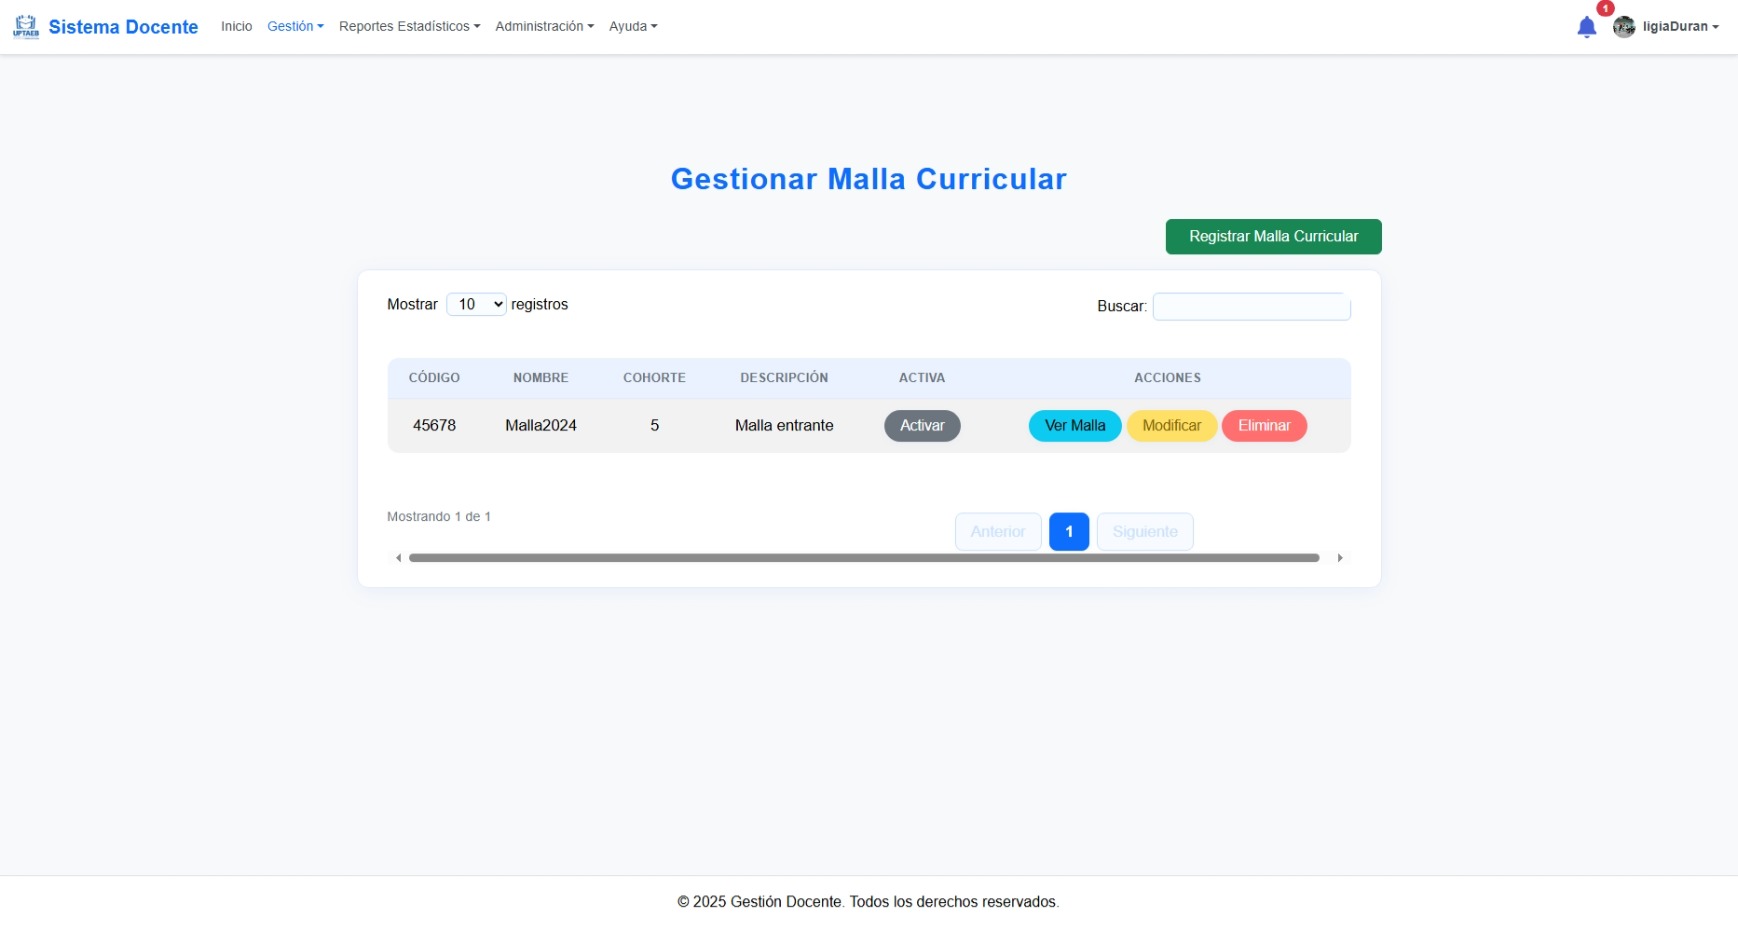 UPTAEB Sistema Docente Inicio Gestión Reportes Estadísticos Administración Ayuda 1 ligiaDuran
Gestionar Malla Curricular
Registrar Malla Curricular
Mostrar 10 registros Buscar:
CÓDIGO NOMBRE COHORTE DESCRIPCIÓN ACTIVA ACCIONES
45678 Malla2024 5 Malla entrante Activar Ver Malla Modificar Eliminar
Mostrando 1 de 1 Anterior 1 Siguiente
© 2025 Gestión Docente. Todos los derechos reservados.